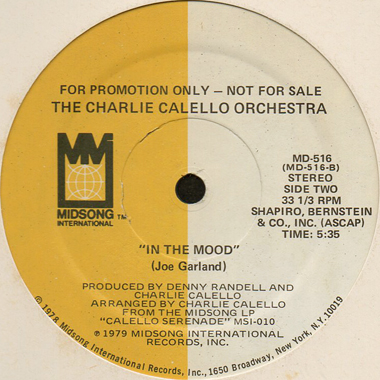 FOR PROMOTION ONLY — NOT FOR SALE
THE CHARLIE CALELLO ORCHESTRA
MIDSONG TM
INTERNATIONAL
MD-516
(MD-516-B)
STEREO
SIDE TWO
33 1/3 RPM
SHAPIRO, BERNSTEIN
& CO., INC. (ASCAP)
TIME: 5:35
"IN THE MOOD"
(Joe Garland)
PRODUCED BY DENNY RANDELL AND
CHARLIE CALELLO
ARRANGED BY CHARLIE CALELLO
FROM THE MIDSONG LP
"CALELLO SERENADE" MSI-010
℗ 1979 MIDSONG INTERNATIONAL
RECORDS, INC.
© 1978, Midsong International Records, Inc., 1650 Broadway, New York, N.Y. 10019